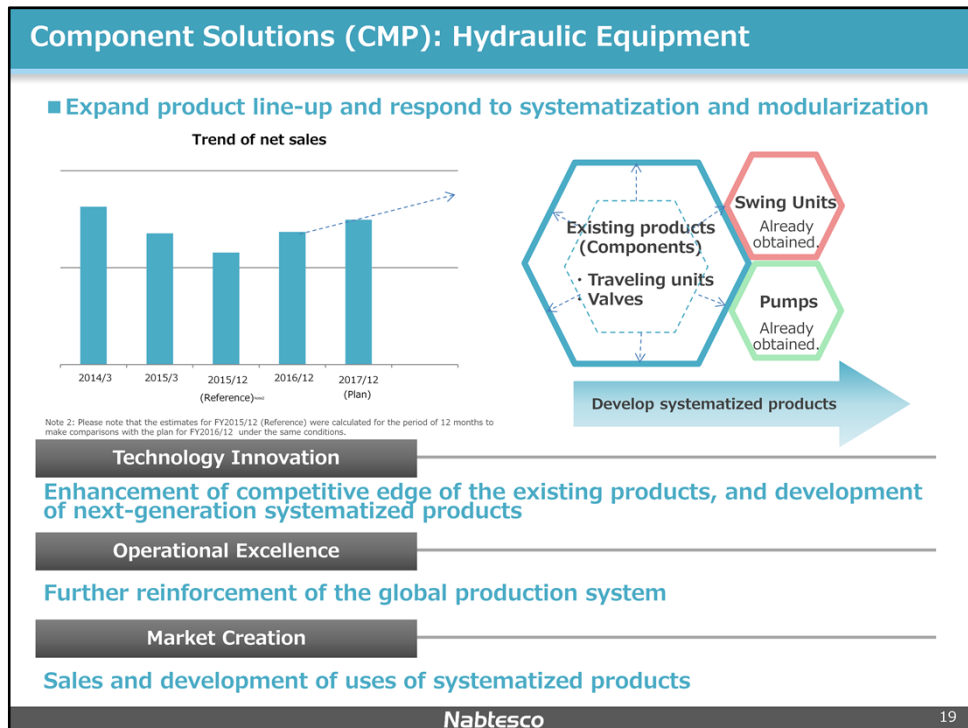 Component Solutions (CMP): Hydraulic Equipment
■Expand product line-up and respond to systematization and modularization
Trend of net sales
2014/3
2015/3
2015/12
(Reference)
2016/12
2017/12
(Plan)
Existing products
(Components)
・Traveling units
・Valves
Swing Units
Already
obtained.
Pumps
Already
obtained.
Develop systematized products
Note 2: Please note that the estimates for FY2015/12 (Reference) were calculated for the period of 12 months to
make comparisons with the plan for FY2016/12 under the same conditions.
Technology Innovation
Enhancement of competitive edge of the existing products, and development
of next-generation systematized products
Operational Excellence
Further reinforcement of the global production system
Market Creation
Sales and development of uses of systematized products
Nabtesco
19